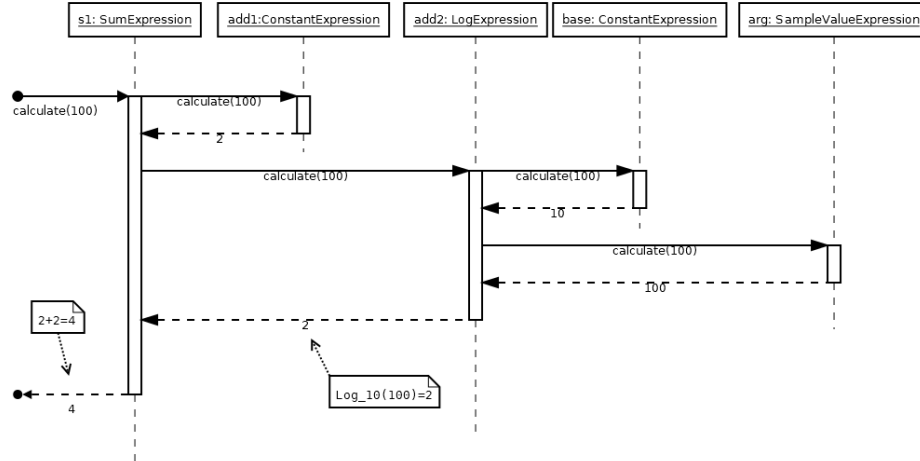 s1: SumExpression
add1:ConstantExpression
add2: LogExpression
base: ConstantExpression
arg: SampleValueExpression
calculate(100)
calculate(100)
2
calculate(100)
calculate(100)
10
calculate(100)
100
2+2=4
2
Log_10(100)=2
4